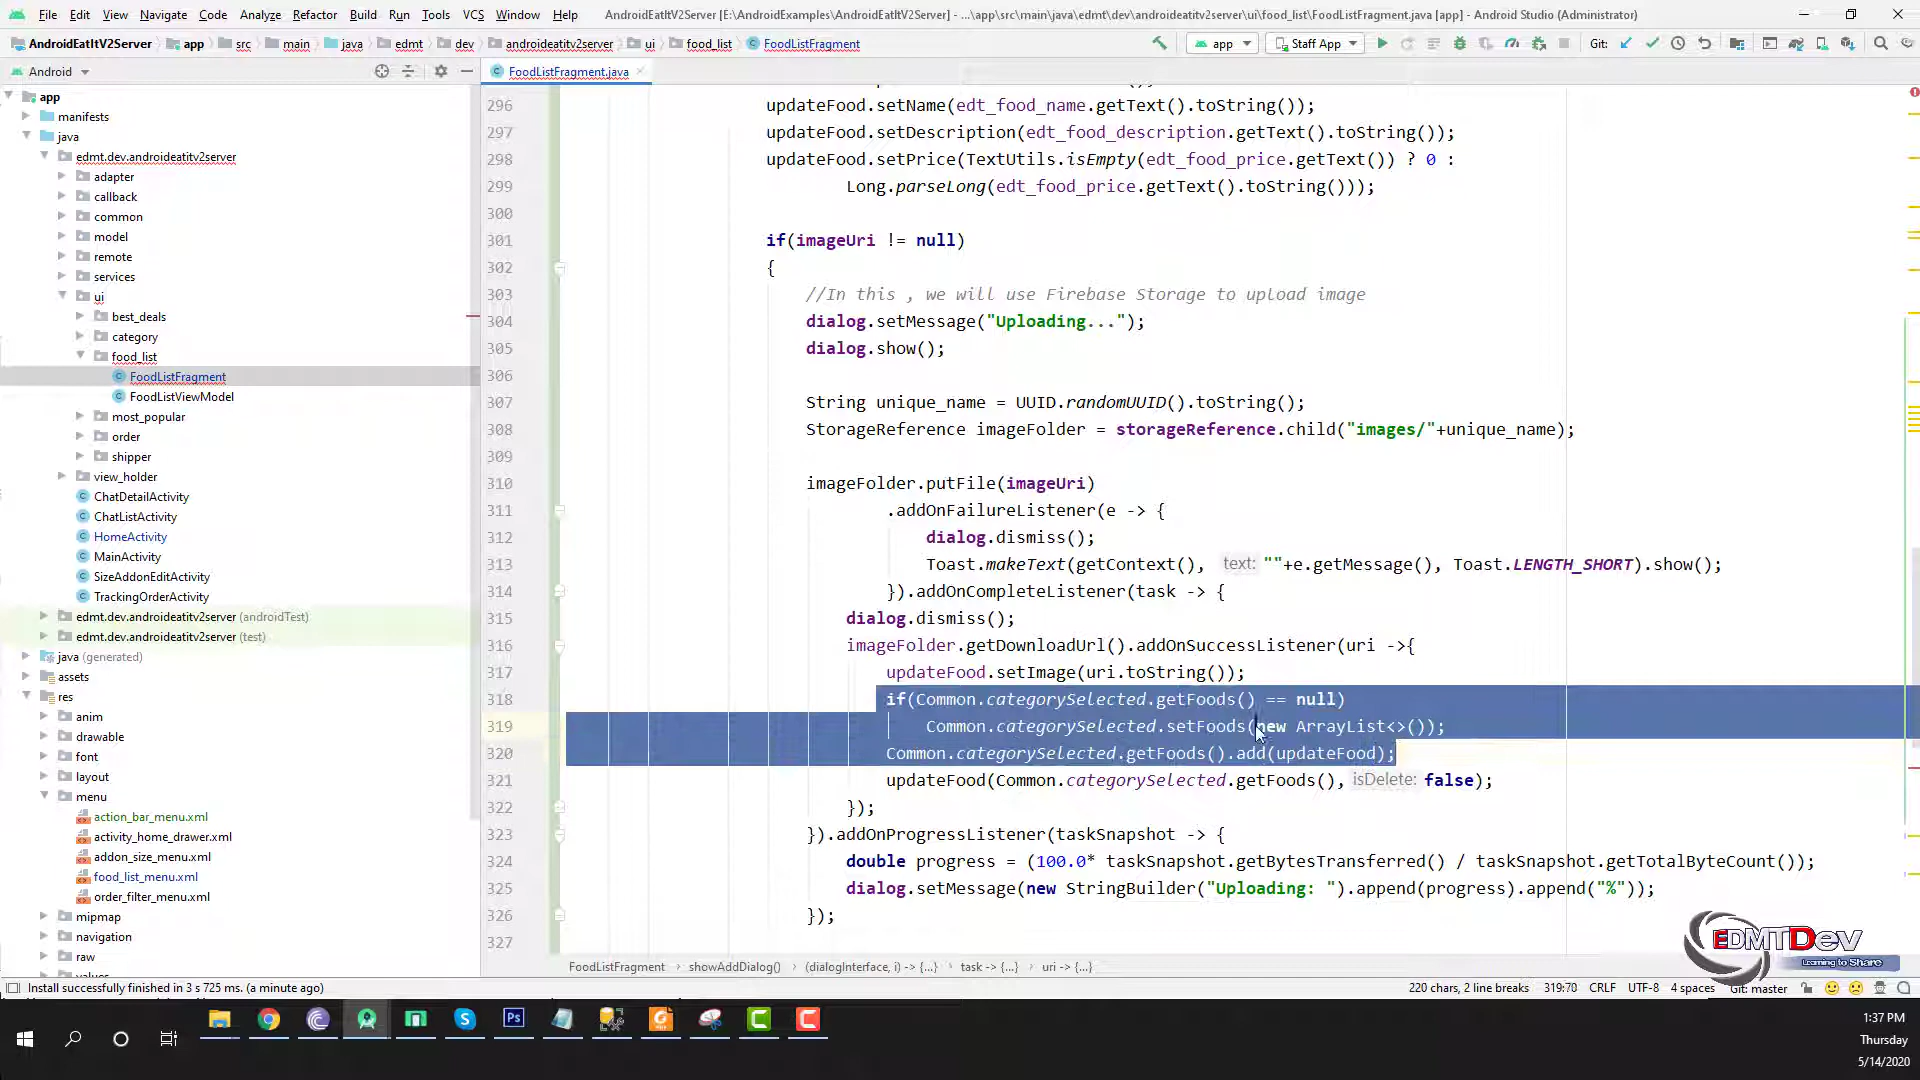 File Edit View Navigate Code Analyze Refactor Build Run Tools VCS Window Help AndroidEatItV2Server [E:\AndroidExamples\AndroidEatItV2Server] - ...\app\src\main\java\edmt\dev\androideatitv2server\ui\food_list\FoodListFragment.java [app] - Android Studio (Administrator)
AndroidEatItV2Server app src main java edmt dev androideatitv2server ui food_list FoodListFragment app Staff App Git:
Android FoodListFragment.java
app
manifests
java
edmt.dev.androideatitv2server
adapter
callback
common
model
remote
services
ui
best_deals
category
food_list
FoodListFragment
FoodListViewModel
most_popular
order
shipper
view_holder
ChatDetailActivity
ChatListActivity
HomeActivity
MainActivity
SizeAddonEditActivity
TrackingOrderActivity
edmt.dev.androideatitv2server (androidTest)
edmt.dev.androideatitv2server (test)
java (generated)
assets
res
anim
drawable
font
layout
menu
action_bar_menu.xml
activity_home_drawer.xml
addon_size_menu.xml
food_list_menu.xml
order_filter_menu.xml
mipmap
navigation
raw
values
296 updateFood.setName(edt_food_name.getText().toString());
297 updateFood.setDescription(edt_food_description.getText().toString());
298 updateFood.setPrice(TextUtils.isEmpty(edt_food_price.getText()) ? 0 :
299 Long.parseLong(edt_food_price.getText().toString()));
300
301 if(imageUri != null)
302 {
303 //In this , we will use Firebase Storage to upload image
304 dialog.setMessage("Uploading...");
305 dialog.show();
306
307 String unique_name = UUID.randomUUID().toString();
308 StorageReference imageFolder = storageReference.child("images/"+unique_name);
309
310 imageFolder.putFile(imageUri)
311 .addOnFailureListener(e -> {
312 dialog.dismiss();
313 Toast.makeText(getContext(), text: ""+e.getMessage(), Toast.LENGTH_SHORT).show();
314 }).addOnCompleteListener(task -> {
315 dialog.dismiss();
316 imageFolder.getDownloadUrl().addOnSuccessListener(uri ->{
317 updateFood.setImage(uri.toString());
318 if(Common.categorySelected.getFoods() == null)
319 Common.categorySelected.setFoods(new ArrayList<>());
320 Common.categorySelected.getFoods().add(updateFood);
321 updateFood(Common.categorySelected.getFoods(), isDelete: false);
322 });
323 }).addOnProgressListener(taskSnapshot -> {
324 double progress = (100.0* taskSnapshot.getBytesTransferred() / taskSnapshot.getTotalByteCount());
325 dialog.setMessage(new StringBuilder("Uploading: ").append(progress).append("%"));
326 });
327
EDMTDev
Learning to Share
FoodListFragment showAddDialog() (dialogInterface, i) -> {...} task -> {...} uri -> {...}
Install successfully finished in 3 s 725 ms. (a minute ago) 220 chars, 2 line breaks 319:70 CRLF UTF-8 4 spaces Git: master
1:37 PM
Thursday
5/14/2020